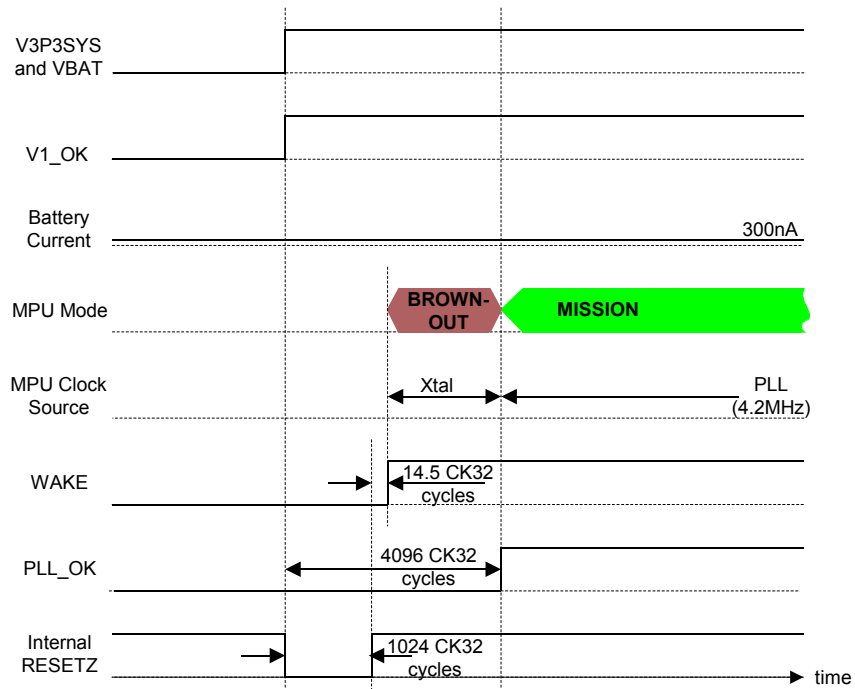 V3P3SYS
and VBAT
V1_OK
Battery
Current
300nA
MPU Mode
BROWN-
OUT
MISSION
MPU Clock
Source
Xtal
PLL
(4.2MHz)
WAKE
14.5 CK32
cycles
PLL_OK
4096 CK32
cycles
Internal
RESETZ
1024 CK32
cycles
time